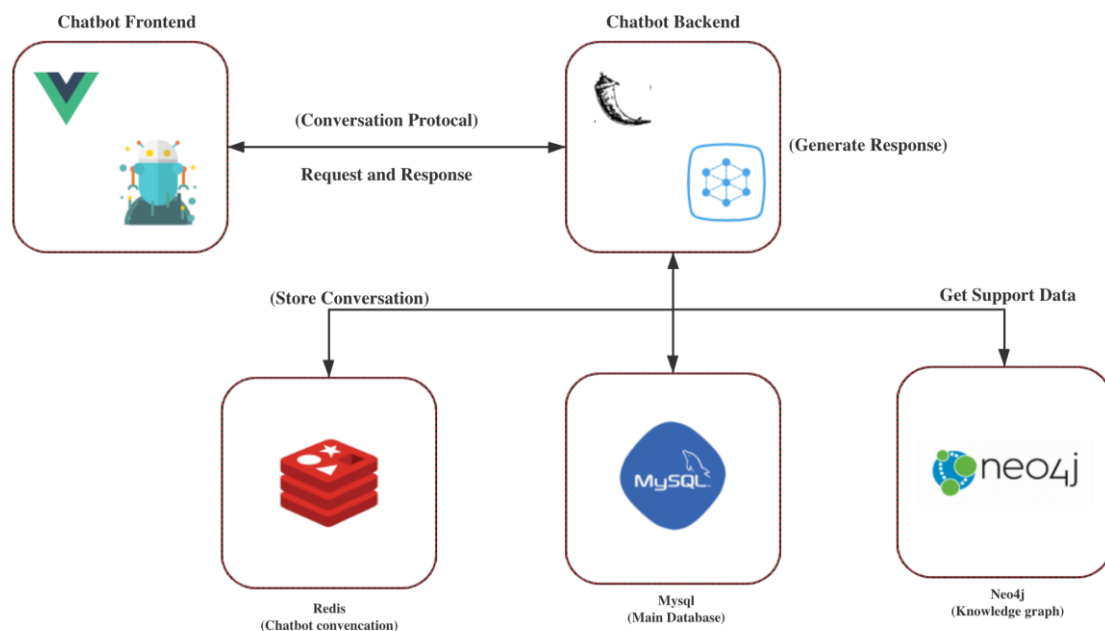 Chatbot Frontend
Chatbot Backend
(Conversation Protocal)
Request and Response
(Generate Response)
(Store Conversation)
Get Support Data
MySQL
neo4j
Redis
(Chatbot convencation)
Mysql
(Main Database)
Neo4j
(Knowledge graph)